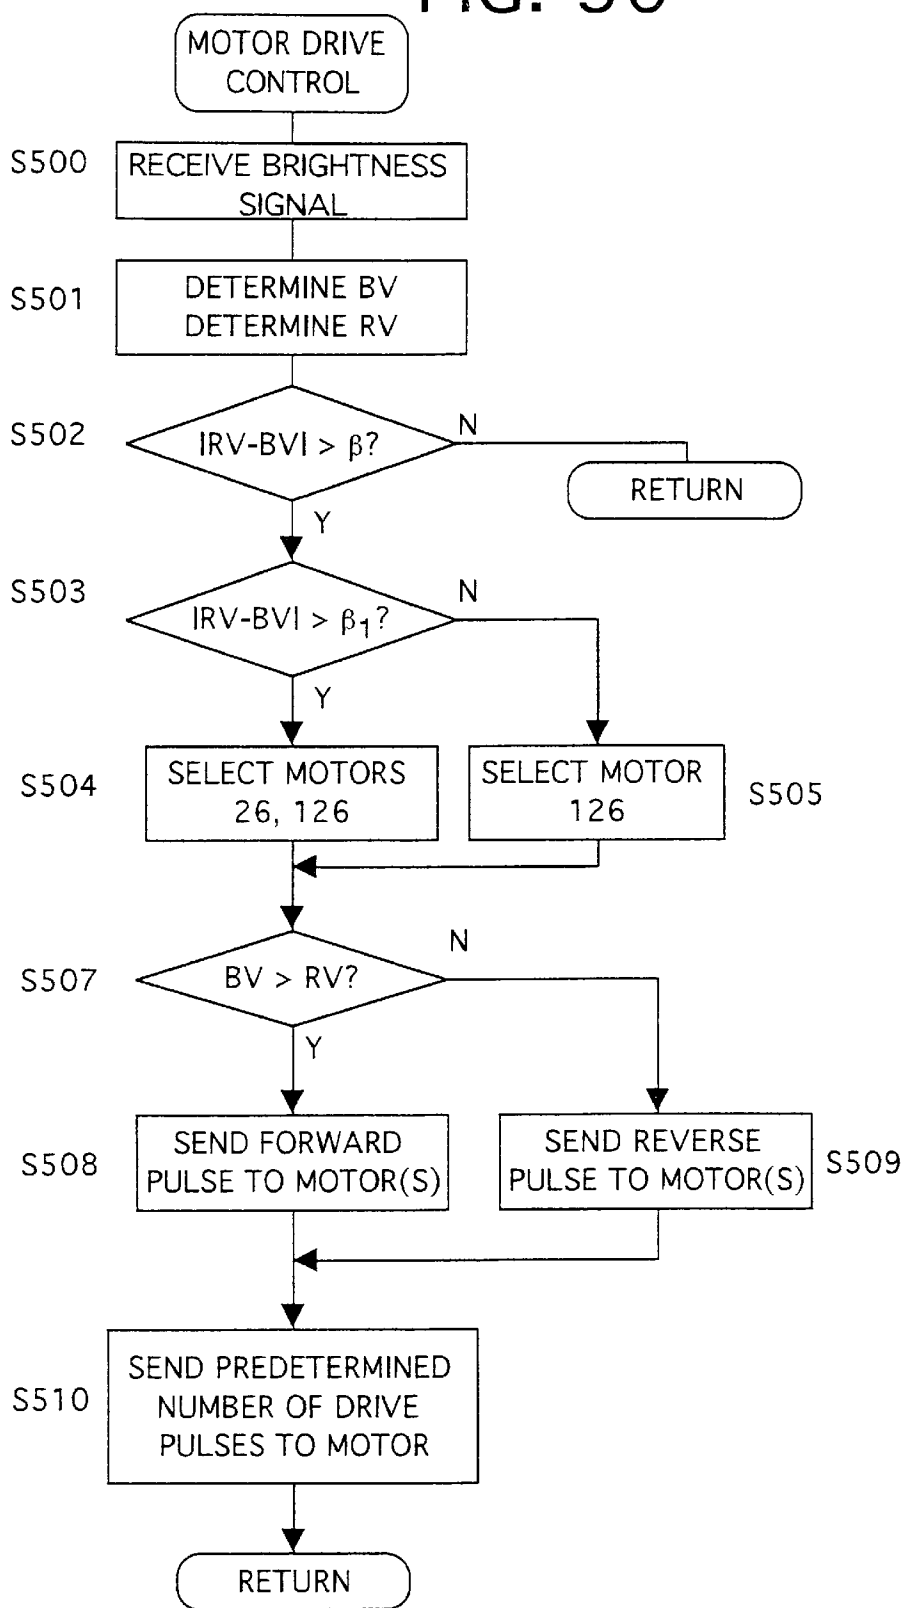 FIG. 30
MOTOR DRIVE
CONTROL
S500
RECEIVE BRIGHTNESS
SIGNAL
S501
DETERMINE BV
DETERMINE RV
S502
|RV-BV| > β?
N
RETURN
Y
S503
|RV-BV| > β₁?
N
Y
S504
SELECT MOTORS
26, 126
SELECT MOTOR
126
S505
S507
BV > RV?
N
Y
S508
SEND FORWARD
PULSE TO MOTOR(S)
SEND REVERSE
PULSE TO MOTOR(S)
S509
S510
SEND PREDETERMINED
NUMBER OF DRIVE
PULSES TO MOTOR
RETURN